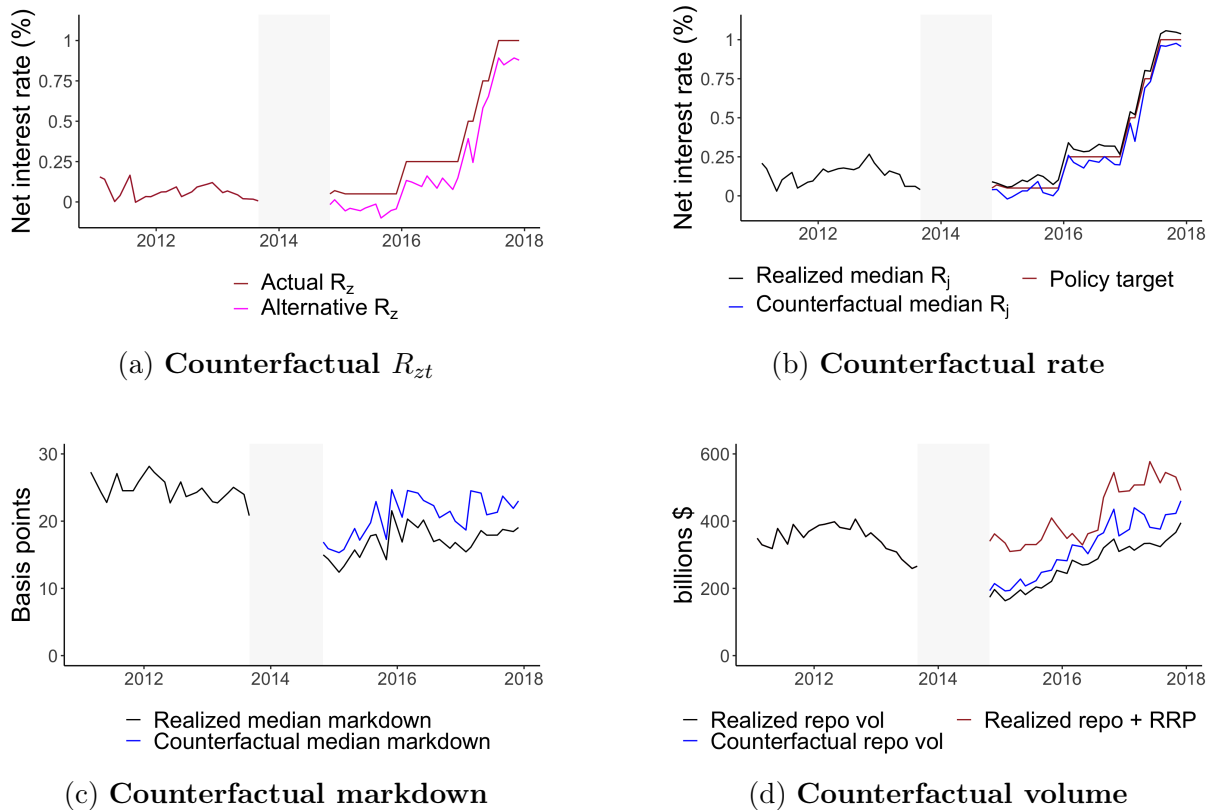 Net interest rate (%)
1
0.75
0.5
0.25
0
2012 2014 2016 2018
Actual R_z
Alternative R_z
(a) Counterfactual R_zt
Net interest rate (%)
1
0.75
0.5
0.25
0
2012 2014 2016 2018
Realized median R_j Policy target
Counterfactual median R_j
(b) Counterfactual rate
Basis points
30
20
10
0
2012 2014 2016 2018
Realized median markdown
Counterfactual median markdown
(c) Counterfactual markdown
billions $
600
400
200
0
2012 2014 2016 2018
Realized repo vol Realized repo + RRP
Counterfactual repo vol
(d) Counterfactual volume